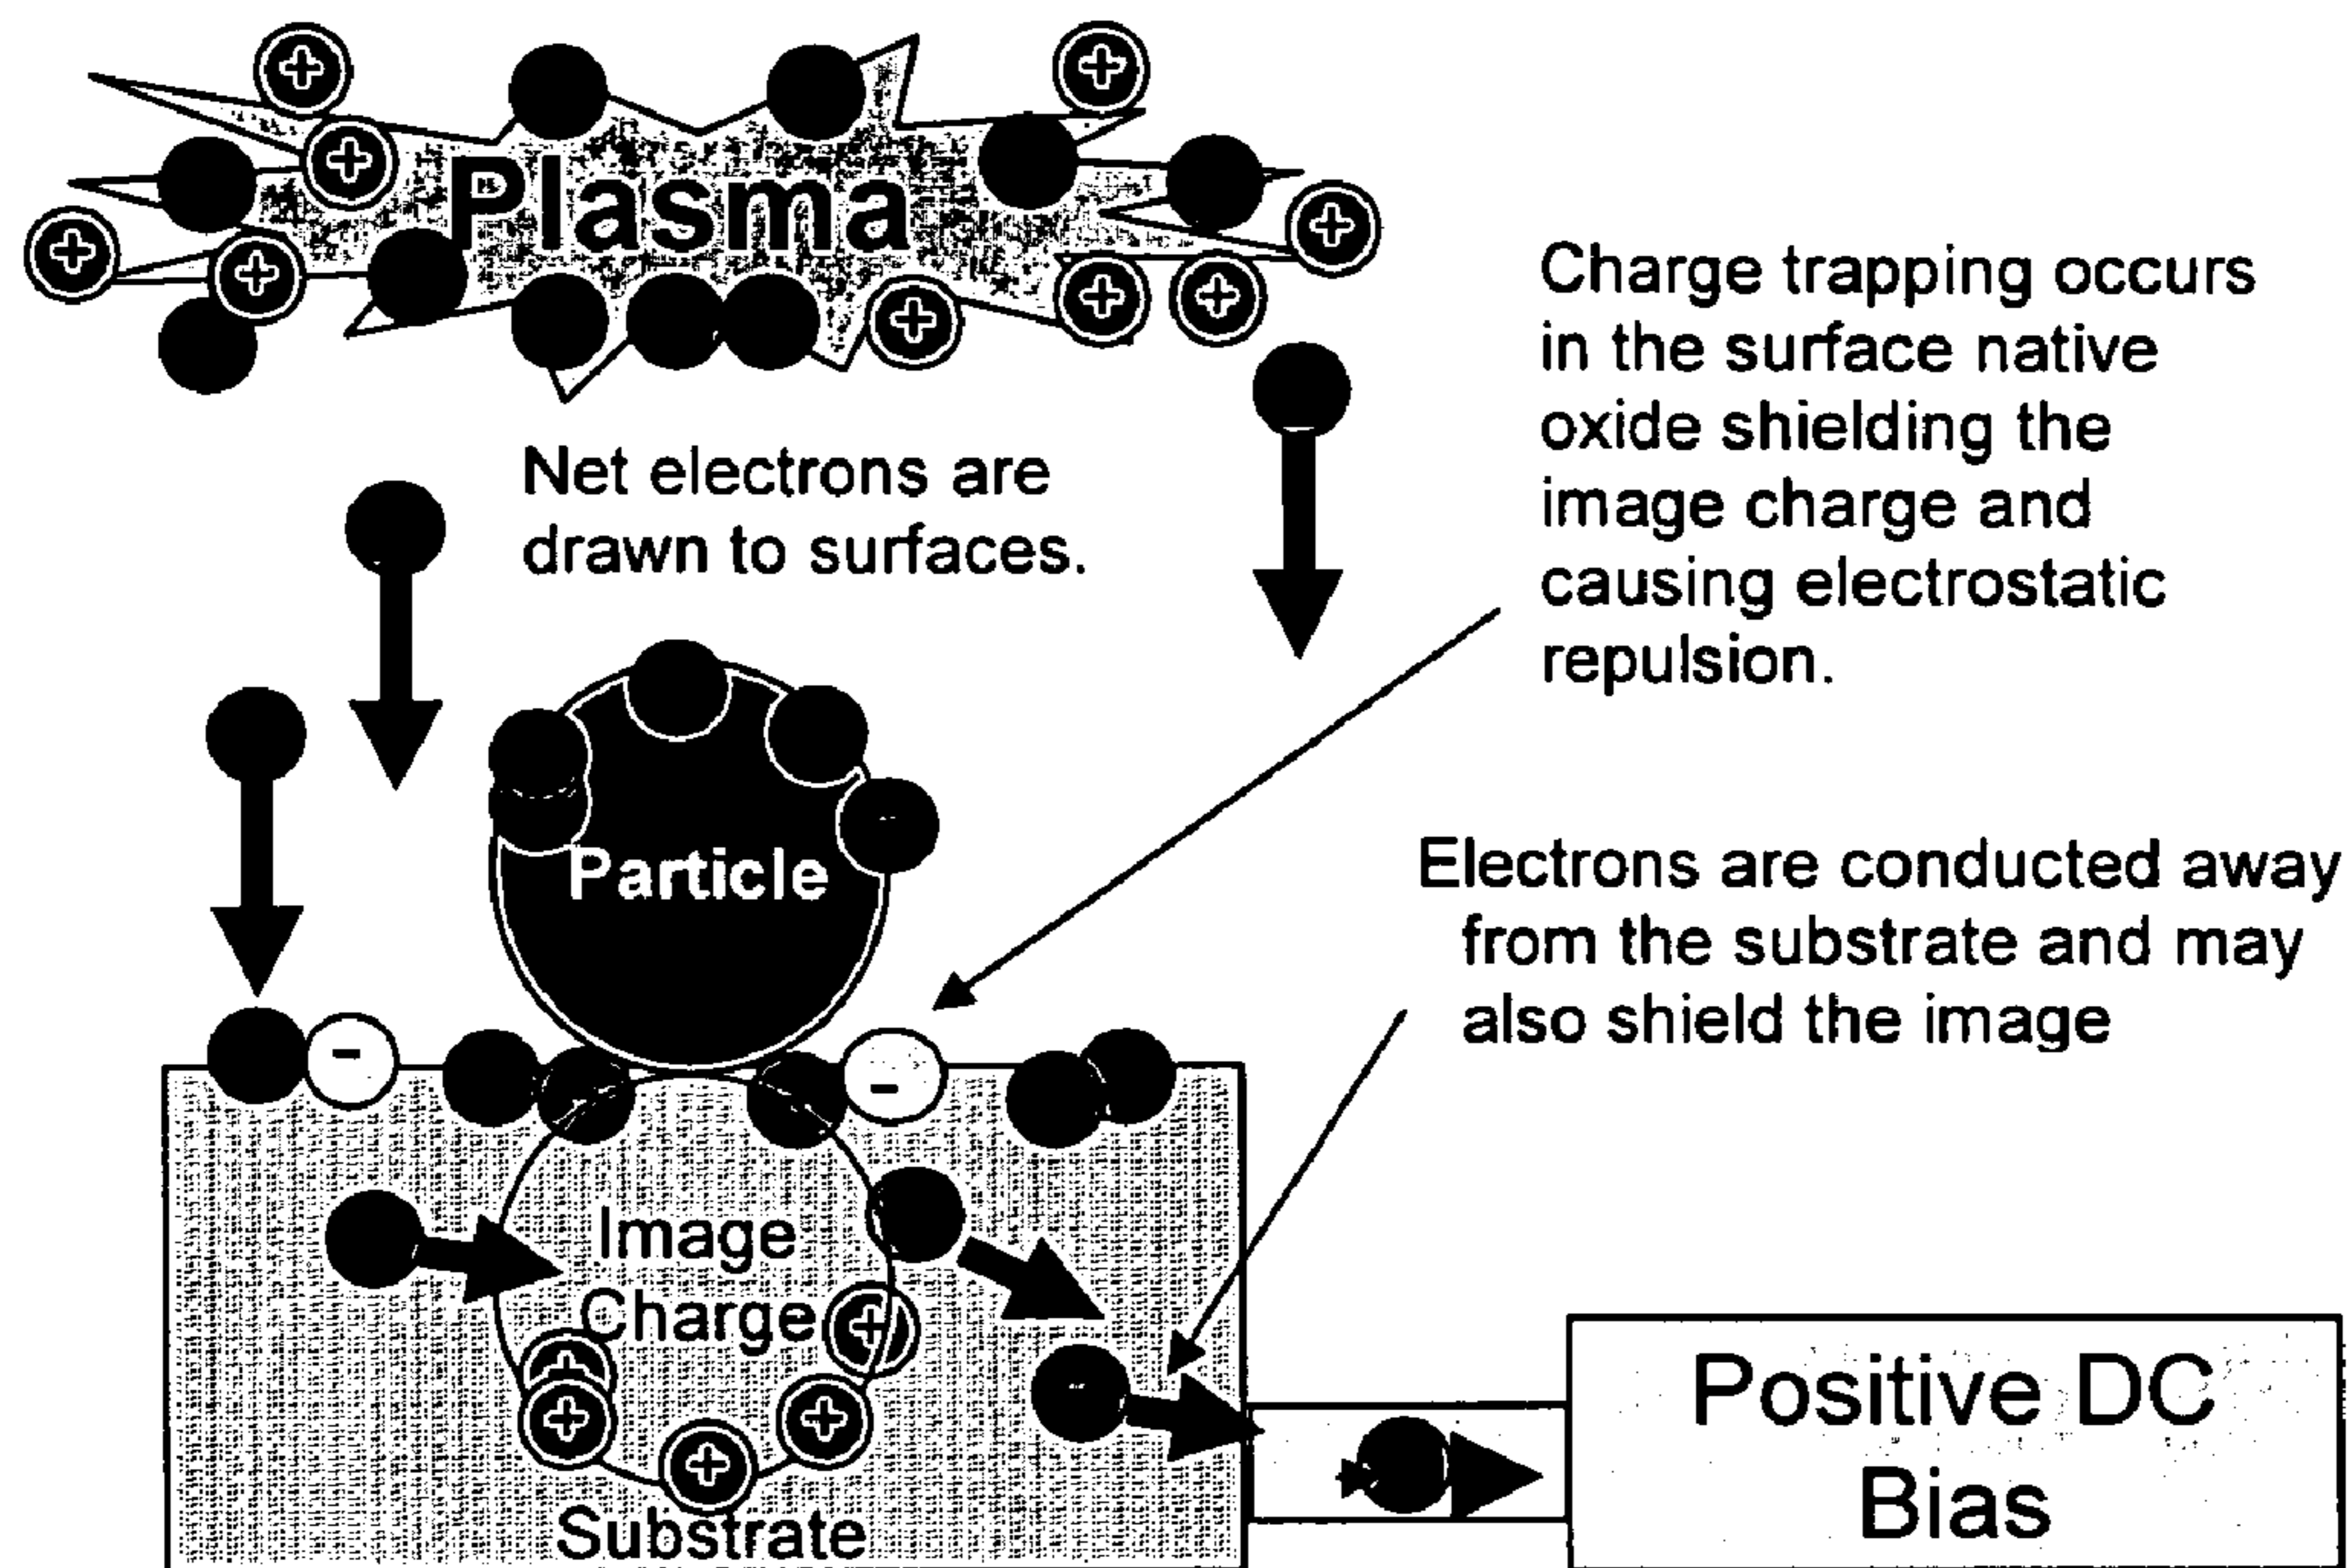 Plasma
Charge trapping occurs
in the surface native
oxide shielding the
image charge and
causing electrostatic
repulsion.
Net electrons are
drawn to surfaces.
Particle
Electrons are conducted away
from the substrate and may
also shield the image
Image
Charge
Substrate
Positive DC
Bias